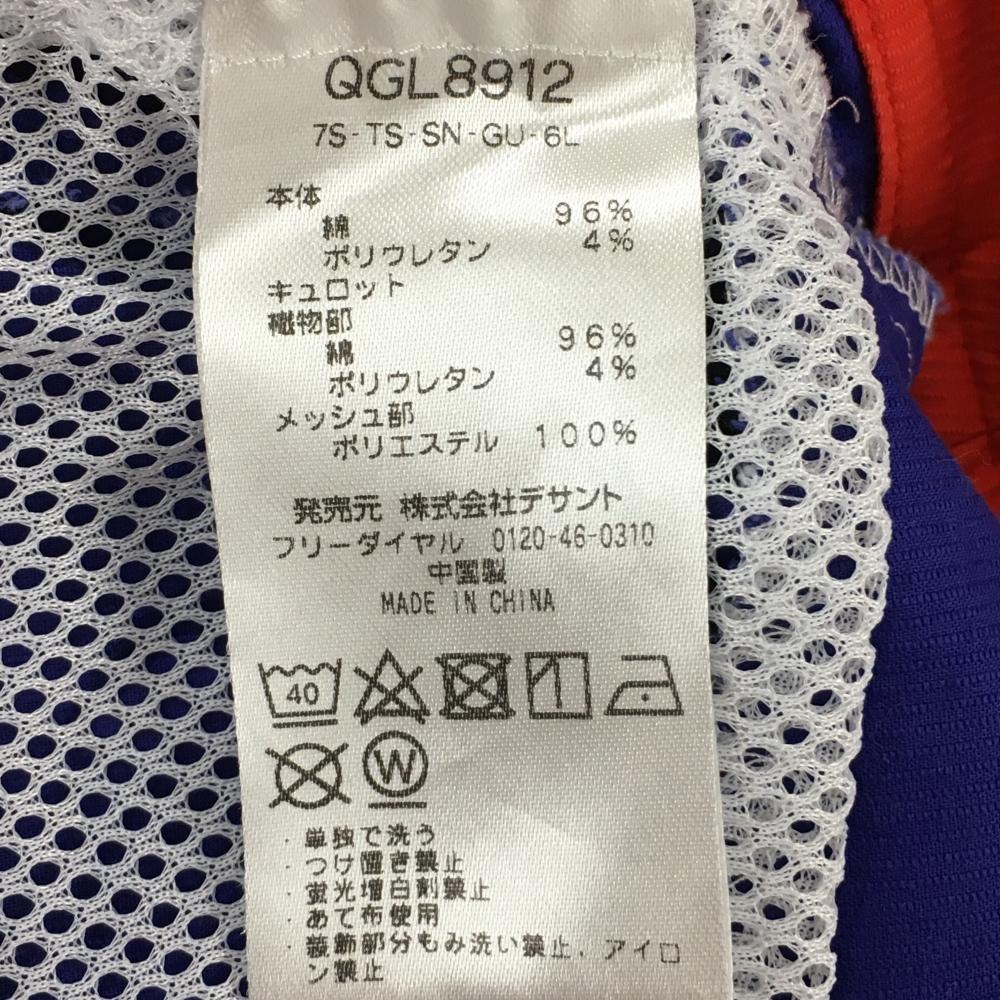 QGL8912
7S-TS-SN-GU-6L
本体
綿 96%
ポリウレタン 4%
キュロット
織物部
綿 96%
ポリウレタン 4%
メッシュ部
ポリエステル 100%
発売元 株式会社デサント
フリーダイヤル 0120-46-0310
中国製
MADE IN CHINA
40
W
・単独で洗う
・つけ置き禁止
・蛍光増白剤禁止
・あて布使用
・装飾部分もみ洗い禁止、アイロ
ン禁止